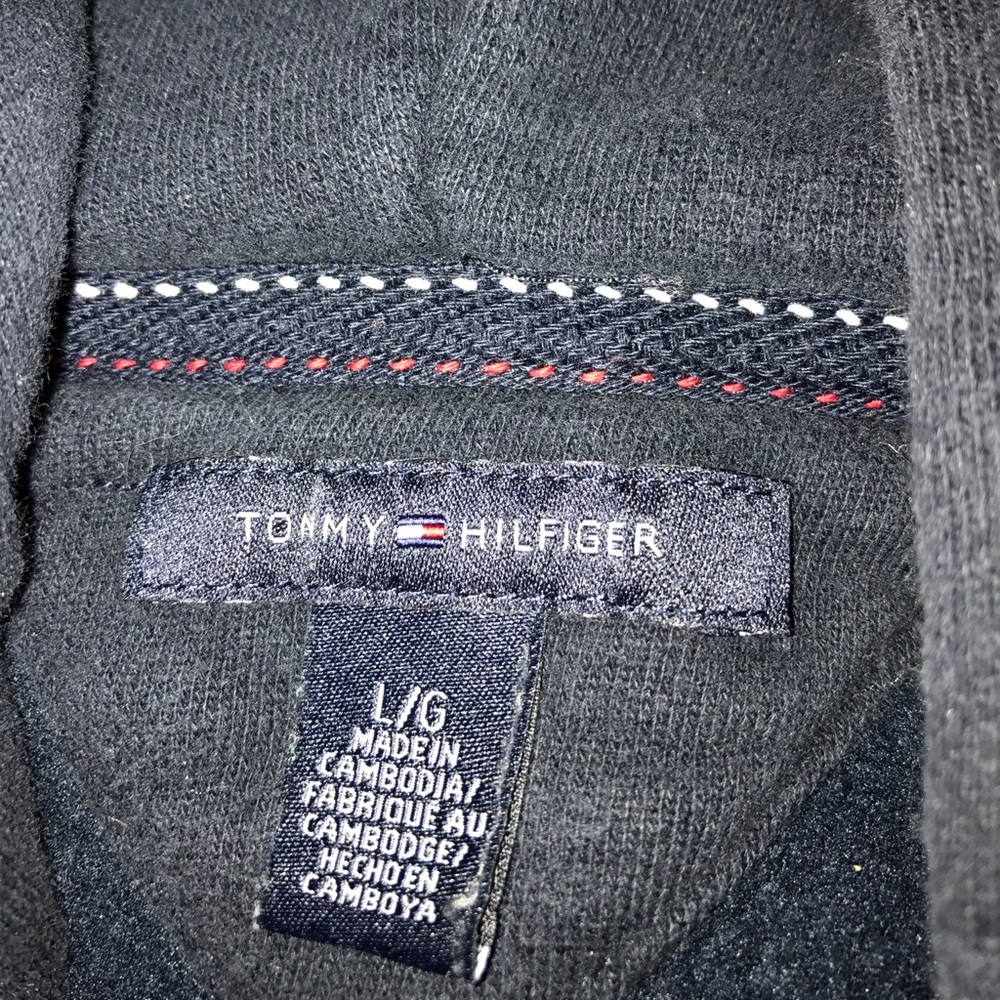 TOMMY HILFIGER
L/G
MADE IN
CAMBODIA/
FABRIQUE AU
CAMBODGE/
HECHO EN
CAMBOYA